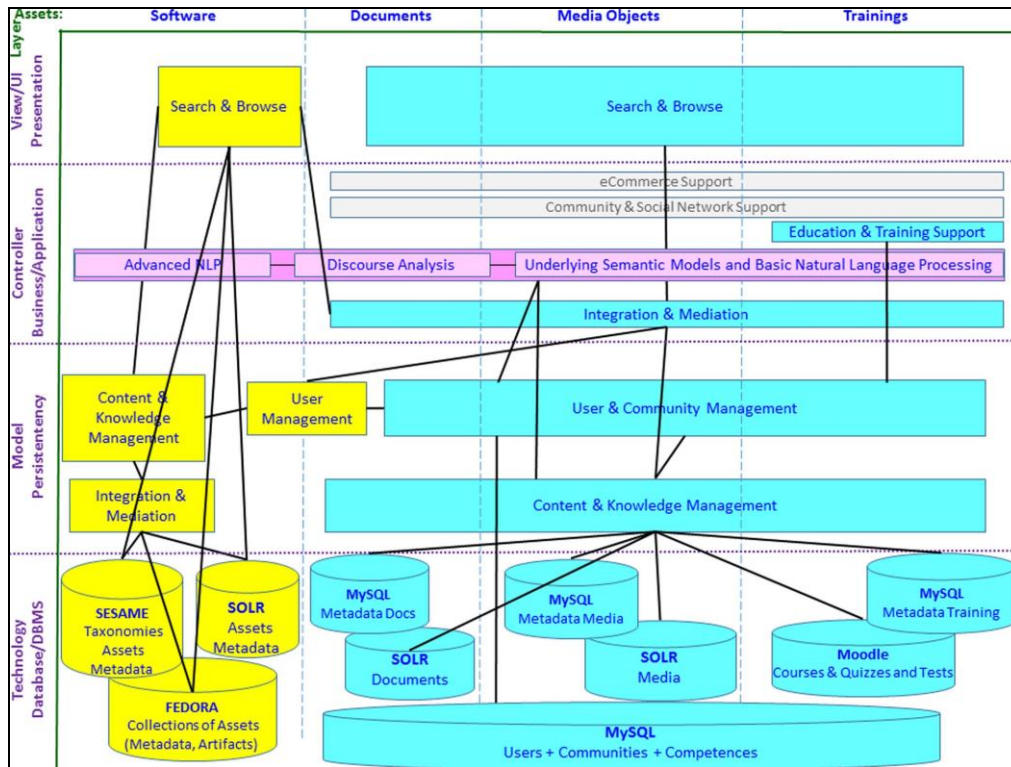 Assets:
Software
Documents
Media Objects
Trainings
Layer
View/UI
Presentation
Search & Browse
Search & Browse
Controller
Business/Application
eCommerce Support
Community & Social Network Support
Education & Training Support
Advanced NLP
Discourse Analysis
Underlying Semantic Models and Basic Natural Language Processing
Integration & Mediation
Model
Persistentency
Content &
Knowledge
Management
User
Management
User & Community Management
Integration &
Mediation
Content & Knowledge Management
Technology
Database/DBMS
SESAME
Taxonomies
Assets
Metadata
SOLR
Assets
Metadata
FEDORA
Collections of Assets
(Metadata, Artifacts)
MySQL
Metadata Docs
SOLR
Documents
MySQL
Metadata Media
SOLR
Media
MySQL
Metadata Training
Moodle
Courses & Quizzes and Tests
MySQL
Users + Communities + Competences